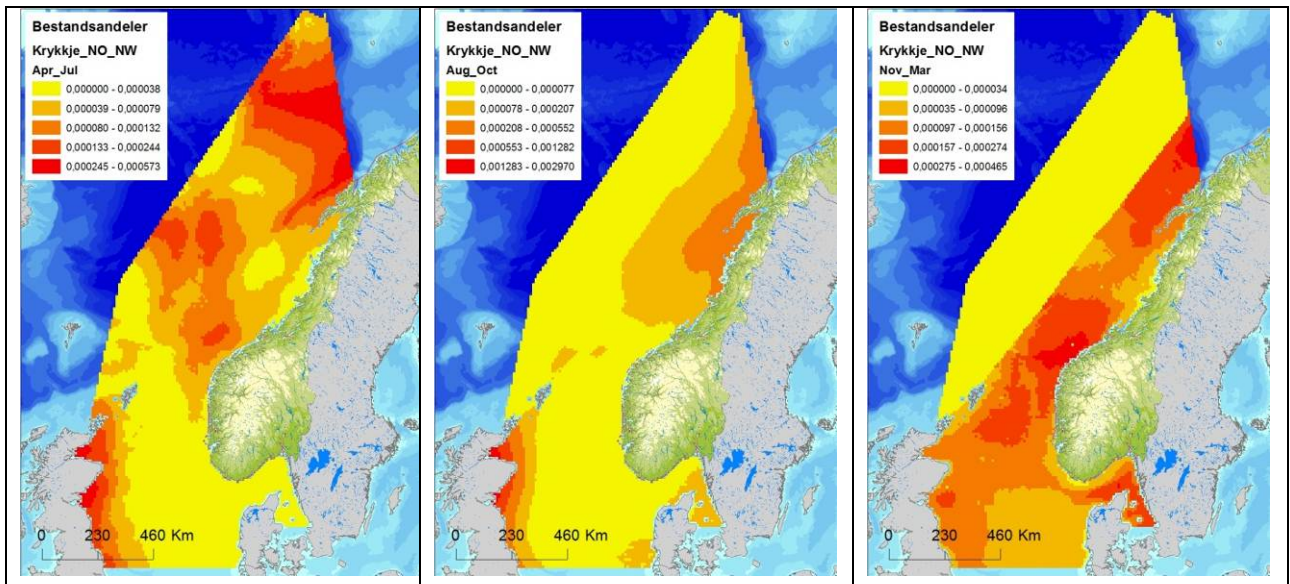 Bestandsandeler
Krykkje_NO_NW
Apr_Jul
0,000000 - 0,000038
0,000039 - 0,000079
0,000080 - 0,000132
0,000133 - 0,000244
0,000245 - 0,000573
0 230 460 Km
Bestandsandeler
Krykkje_NO_NW
Aug_Oct
0,000000 - 0,000077
0,000078 - 0,000207
0,000208 - 0,000552
0,000553 - 0,001282
0,001283 - 0,002970
0 230 460 Km
Bestandsandeler
Krykkje_NO_NW
Nov_Mar
0,000000 - 0,000034
0,000035 - 0,000096
0,000097 - 0,000156
0,000157 - 0,000274
0,000275 - 0,000465
0 230 460 Km